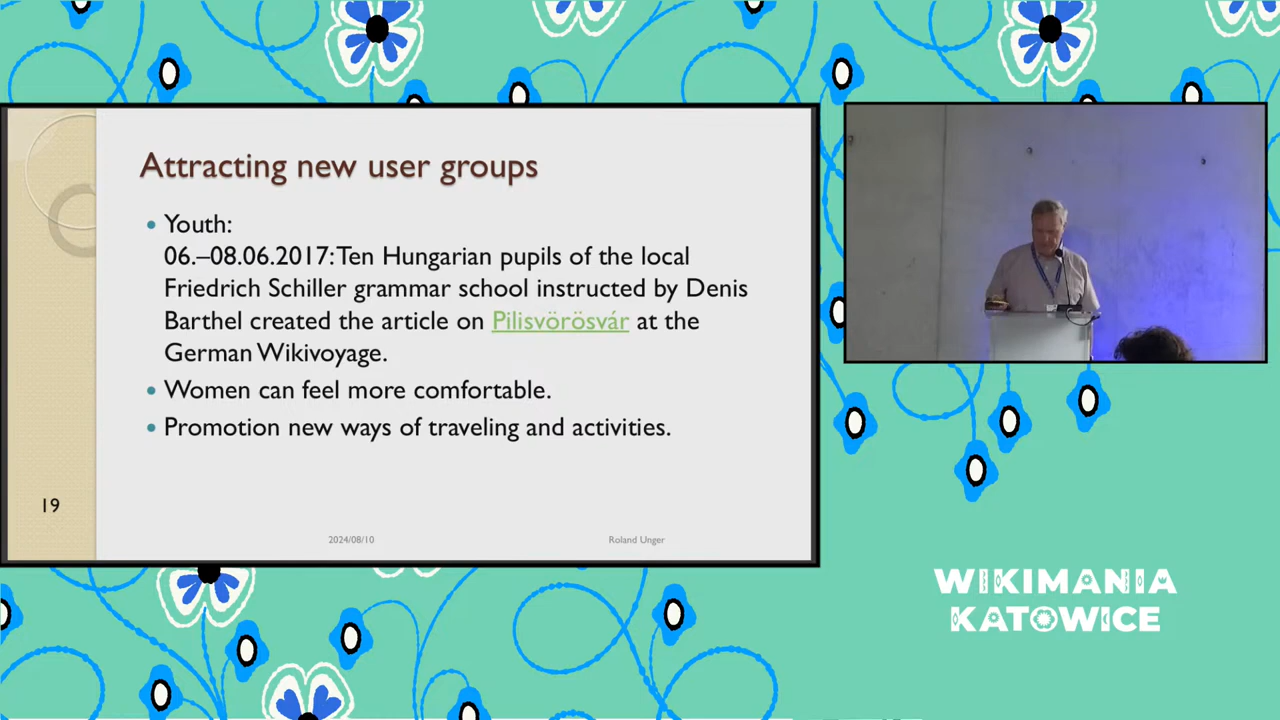 Attracting new user groups
• Youth:
06.–08.06.2017: Ten Hungarian pupils of the local
Friedrich Schiller grammar school instructed by Denis
Barthel created the article on Pilisvörösvár at the
German Wikivoyage.
• Women can feel more comfortable.
• Promotion new ways of traveling and activities.
19
2024/08/10
Roland Unger
WIKIMANIA
KATOWICE